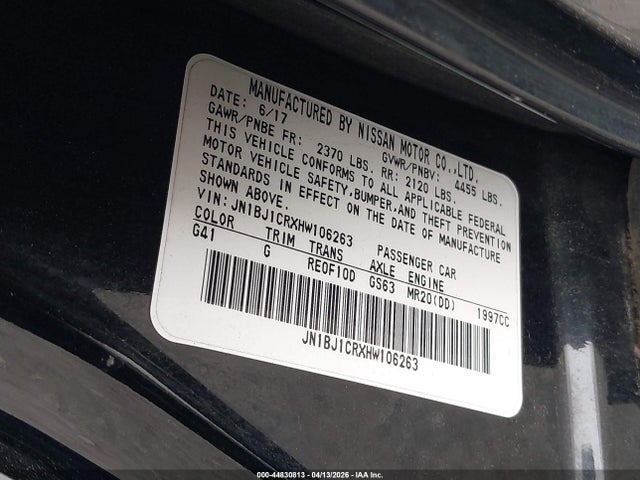 MANUFACTURED BY NISSAN MOTOR CO.,LTD.
DATE: 6/17 GVWR/PNBV: 4455 LBS.
GAWR/PNBE FR: 2370 LBS. RR: 2120 LBS.
THIS VEHICLE CONFORMS TO ALL APPLICABLE FEDERAL
MOTOR VEHICLE SAFETY,BUMPER,AND THEFT PREVENTION
STANDARDS IN EFFECT ON THE DATE OF MANUFACTURE
SHOWN ABOVE.
VIN: JN1BJ1CRXHW106263 PASSENGER CAR
COLOR TRIM TRANS AXLE ENGINE
G41 G RE0F10D GS63 MR20(DD) 1997CC
JN1BJ1CRXHW106263
000-44830813 - 04/13/2026 - IAA Inc.